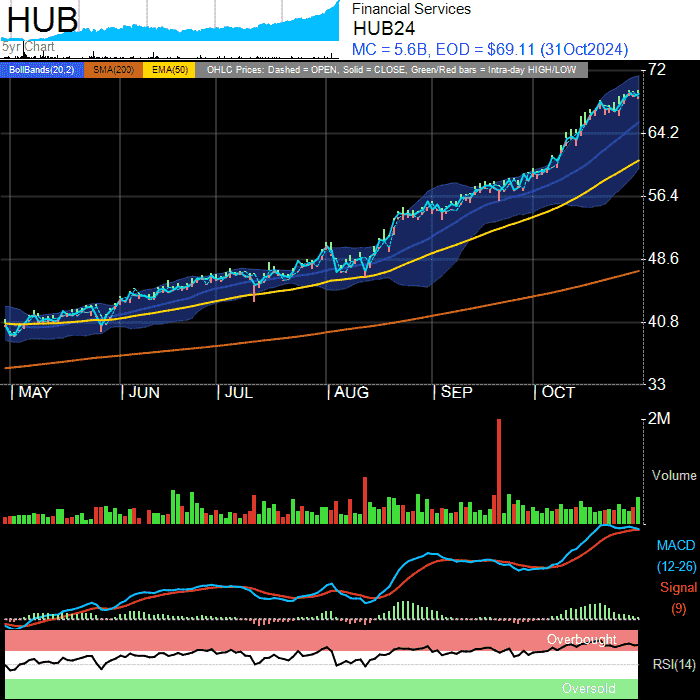 HUB
5yr Chart
Financial Services
HUB24
MC = 5.6B, EOD = $69.11 (31Oct2024)
BollBands(20,2) SMA(200) EMA(50) OHLC Prices: Dashed = OPEN, Solid = CLOSE, Green/Red bars = Intra-day HIGH/LOW
72
64.2
56.4
48.6
40.8
33
MAY JUN JUL AUG SEP OCT
2M
Volume
MACD
(12-26)
Signal
(9)
Overbought
RSI(14)
Oversold